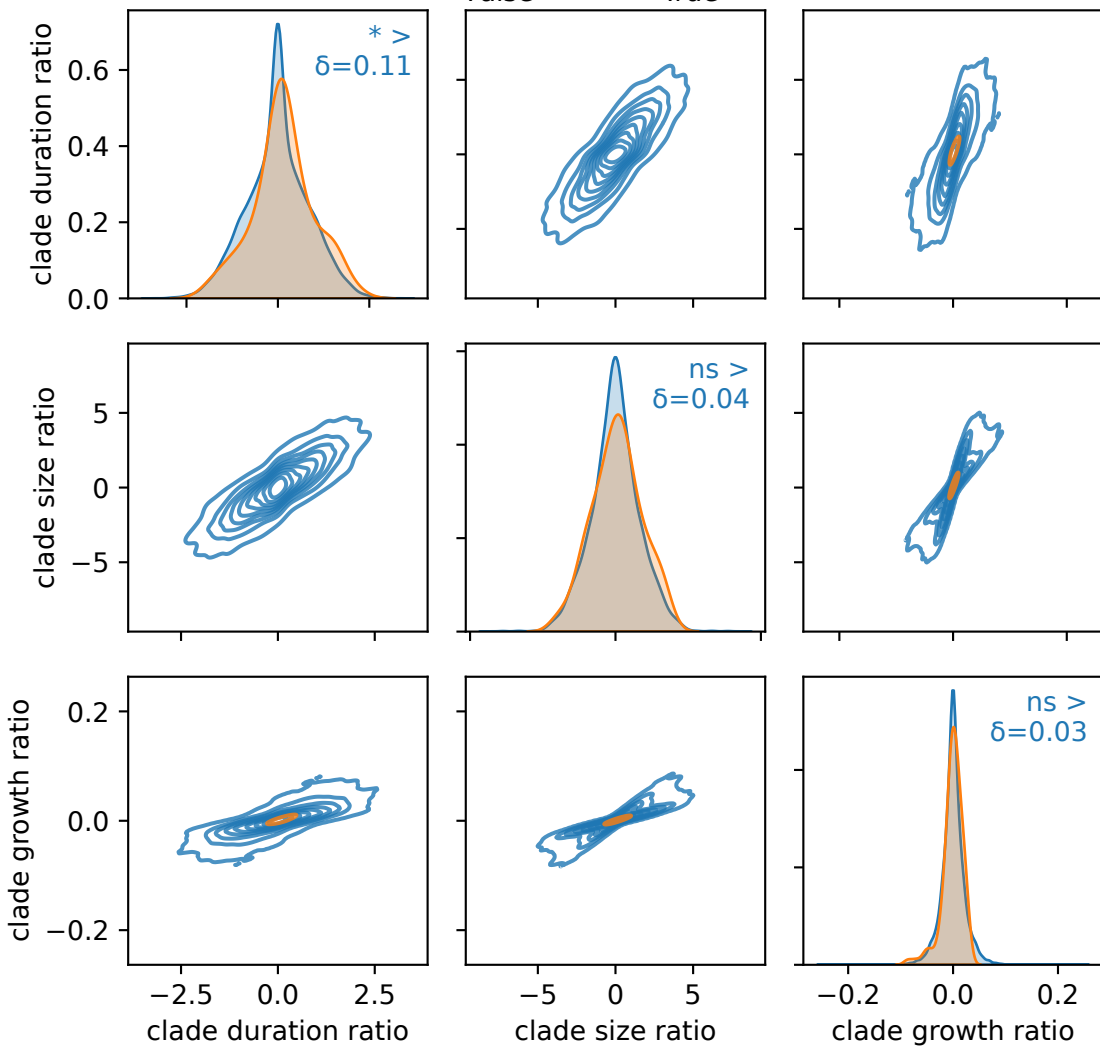 * >
δ=0.11
clade duration ratio
0.6
0.4
0.2
0.0
ns >
δ=0.04
clade size ratio
5
0
−5
ns >
δ=0.03
clade growth ratio
0.2
0.0
−0.2
−2.5 0.0 2.5
−5 0 5
−0.2 0.0 0.2
clade duration ratio
clade size ratio
clade growth ratio